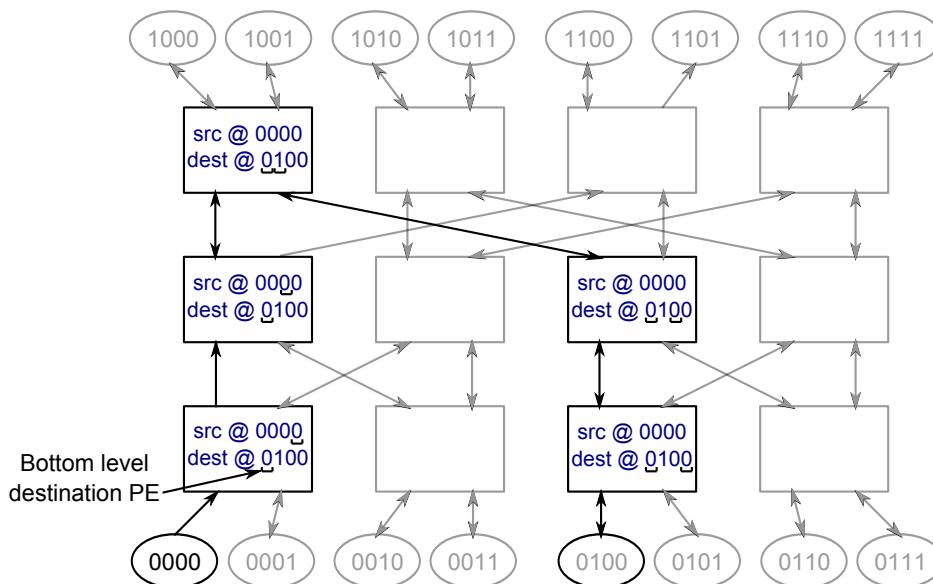 1000 1001 1010 1011 1100 1101 1110 1111
src @ 0000
dest @ 0100
src @ 0000
dest @ 0100
src @ 0000
dest @ 0100
src @ 0000
dest @ 0100
src @ 0000
dest @ 0100
Bottom level
destination PE
0000 0001 0010 0011 0100 0101 0110 0111